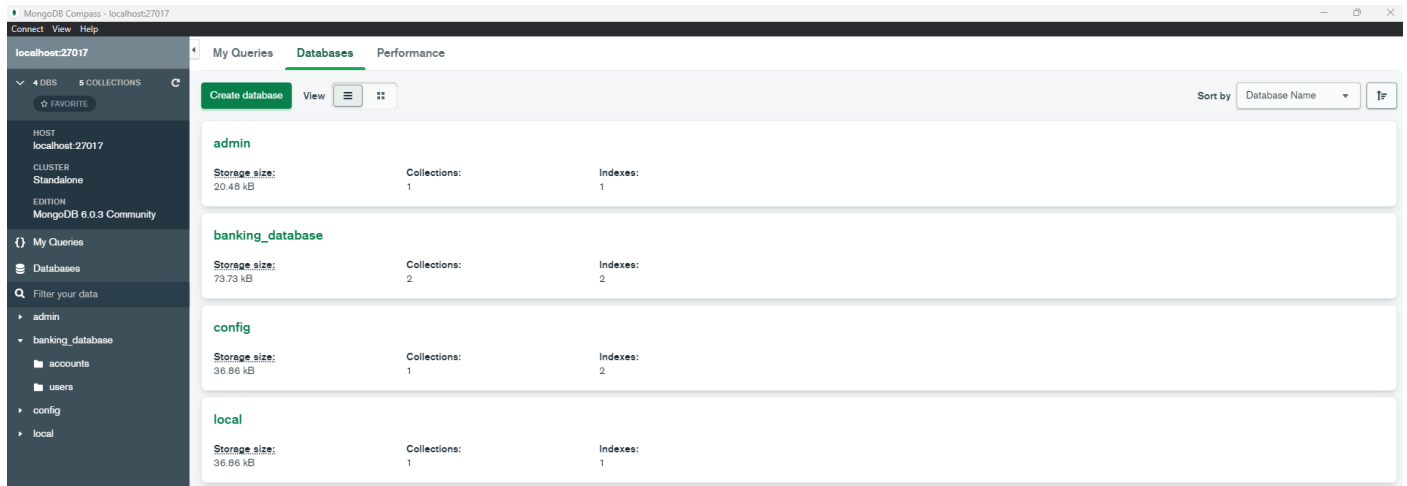 MongoDB Compass - localhost:27017
Connect View Help
localhost:27017
4 DBS 5 COLLECTIONS
FAVORITE
HOST
localhost:27017
CLUSTER
Standalone
EDITION
MongoDB 6.0.3 Community
{} My Queries
Databases
Filter your data
admin
banking_database
accounts
users
config
local
My Queries Databases Performance
Create database View Sort by Database Name
admin
Storage size: Collections: Indexes:
20.48 kB 1 1
banking_database
Storage size: Collections: Indexes:
73.73 kB 2 2
config
Storage size: Collections: Indexes:
36.86 kB 1 2
local
Storage size: Collections: Indexes:
36.86 kB 1 1